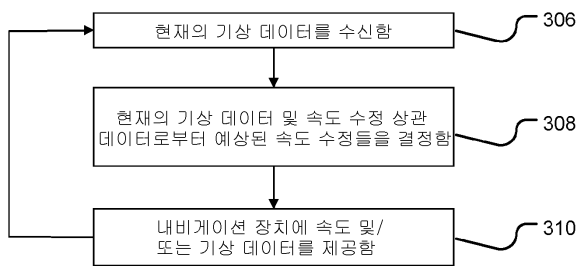 현재의 기상 데이터를 수신함
306
현재의 기상 데이터 및 속도 수정 상관
데이터로부터 예상된 속도 수정들을 결정함
308
내비게이션 장치에 속도 및/
또는 기상 데이터를 제공함
310